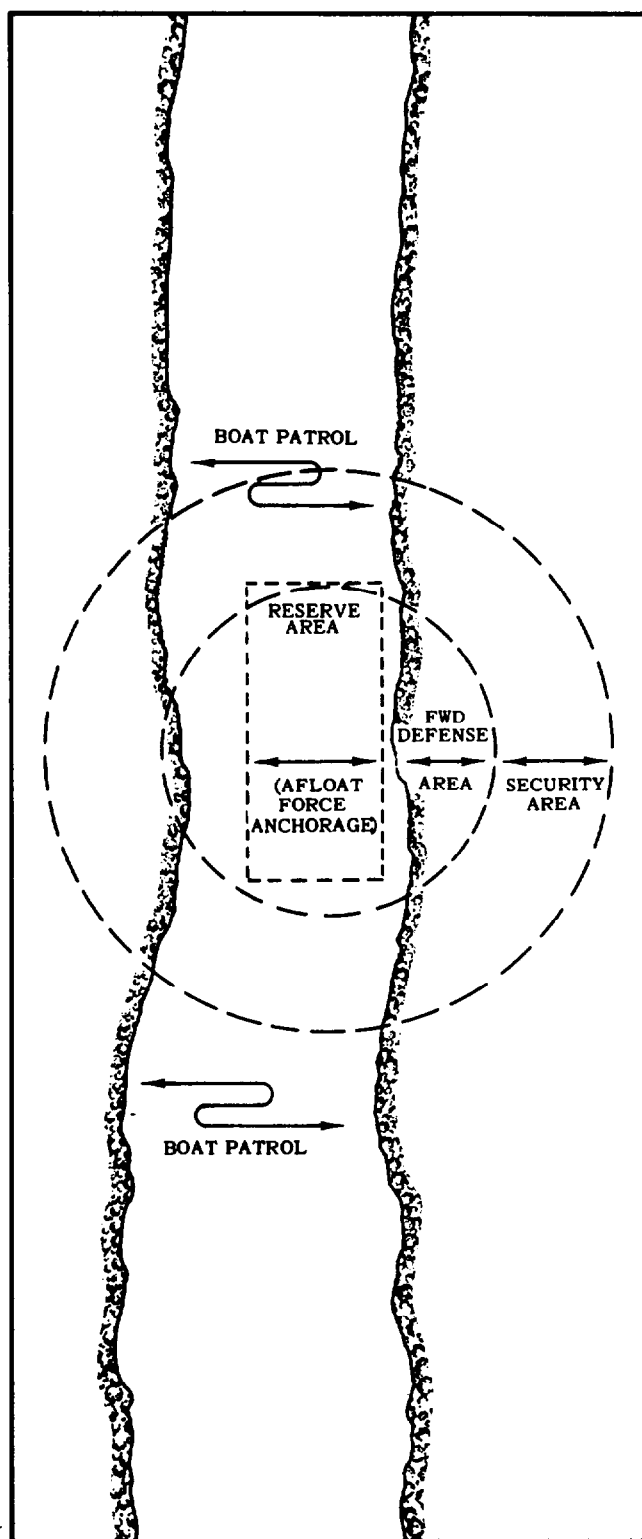 BOAT PATROL
RESERVE
AREA
FWD
DEFENSE
AREA
(AFLOAT
FORCE
ANCHORAGE)
SECURITY
AREA
BOAT PATROL